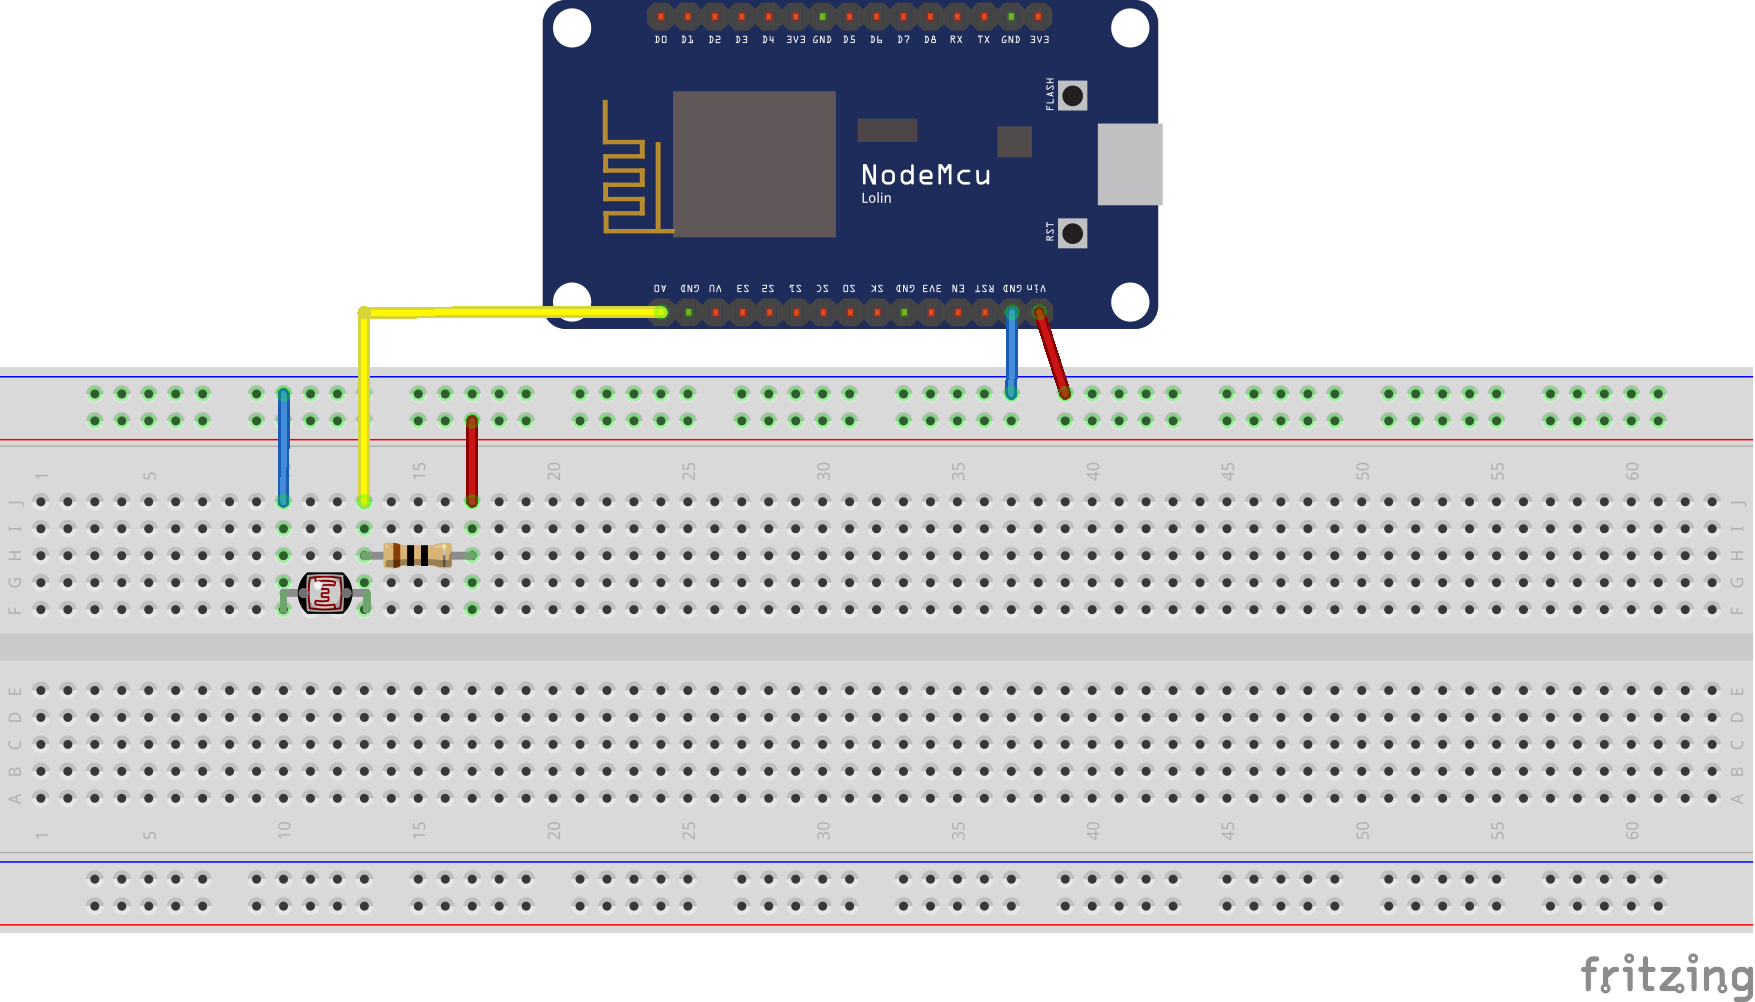 D0 D1 D2 D3 D4 3V3 GND D5 D6 D7 D8 RX TX GND 3V3
FLASH
NodeMcu
Lolin
RST
A0 GND VU S3 S2 S1 SC S0 SK GND 3V3 EN RST GND Vin
1 5 15 20 25 30 35 40 45 50 55 60
J J
I I
H H
G G
F F
E E
D D
C C
B B
A A
1 5 10 15 20 25 30 35 40 45 50 55 60
fritzing